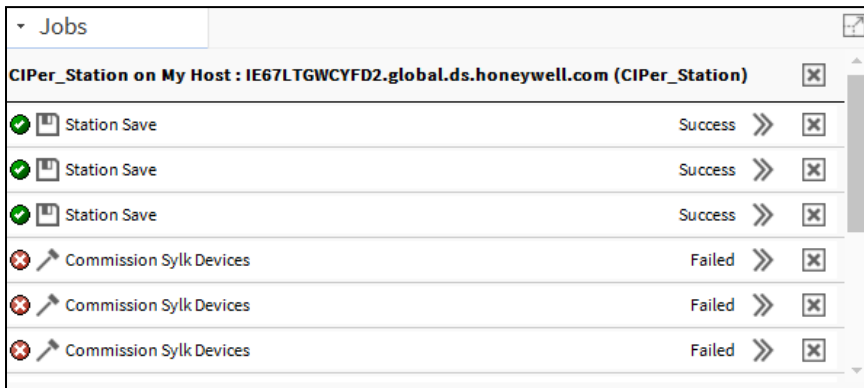 Jobs
CIPer_Station on My Host : IE67LTGWCYFD2.global.ds.honeywell.com (CIPer_Station)
Station Save Success
Station Save Success
Station Save Success
Commission Sylk Devices Failed
Commission Sylk Devices Failed
Commission Sylk Devices Failed